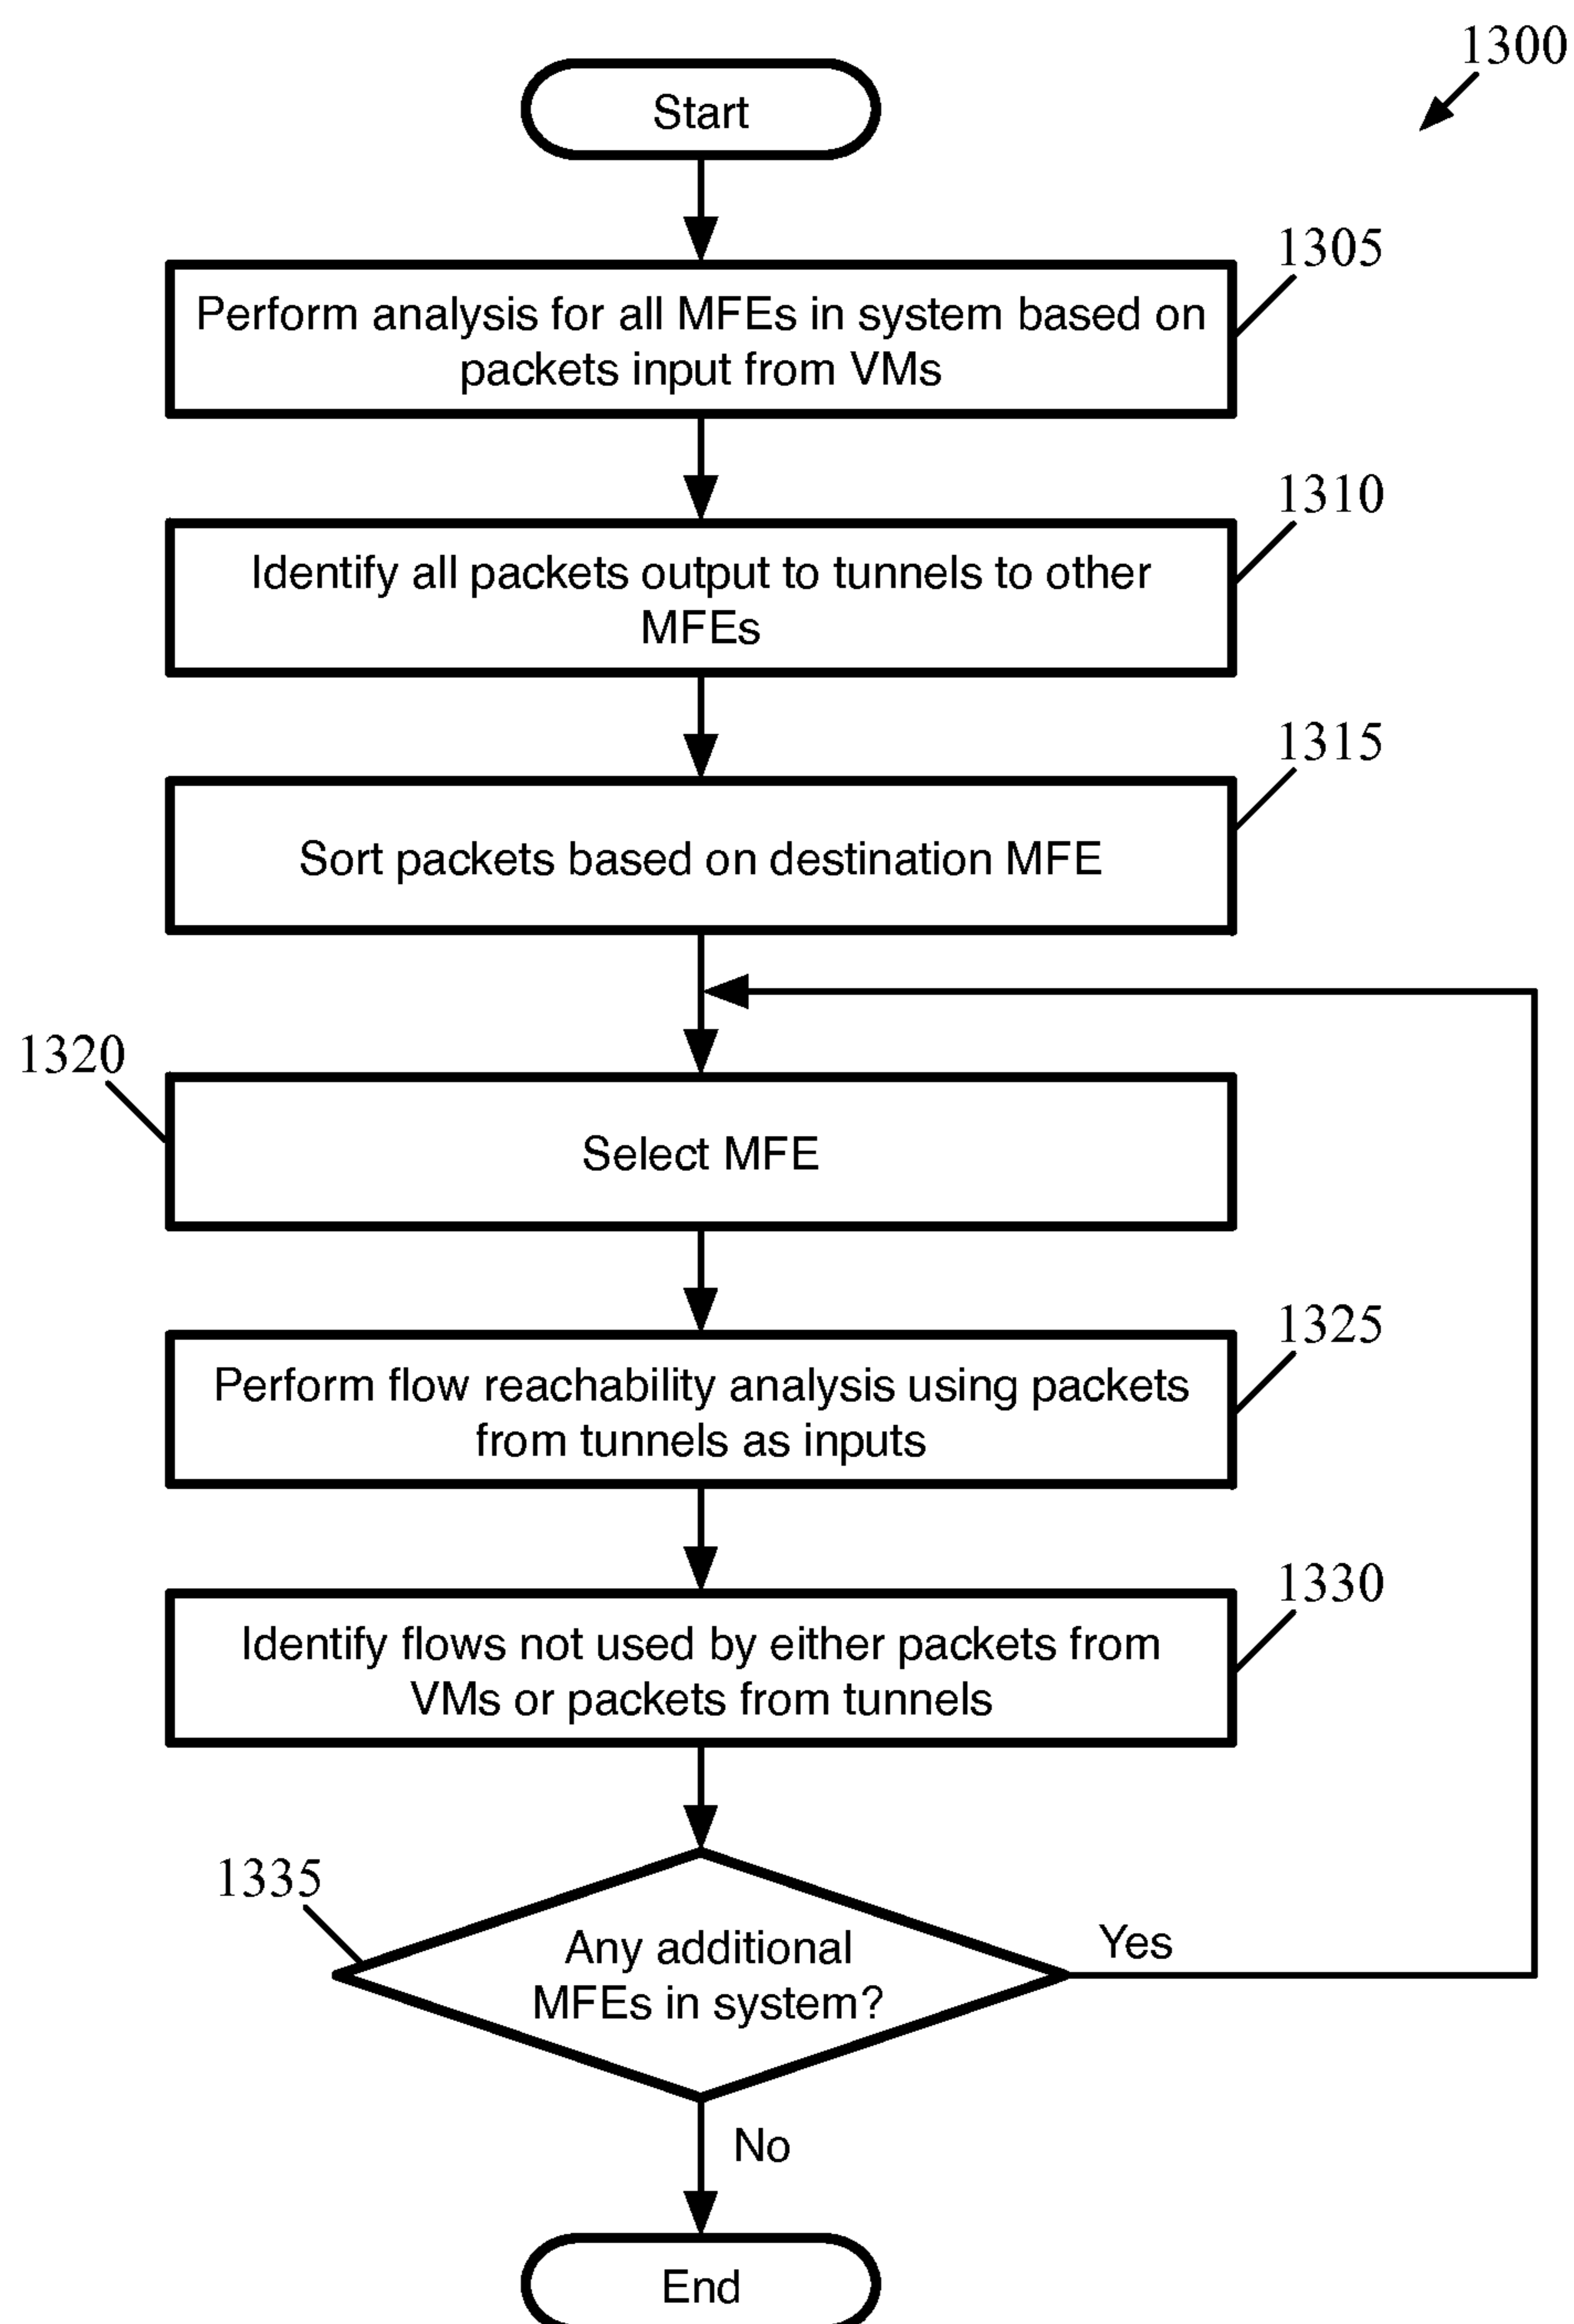 1300
Start
1305
Perform analysis for all MFEs in system based on
packets input from VMs
1310
Identify all packets output to tunnels to other
MFEs
1315
Sort packets based on destination MFE
1320
Select MFE
1325
Perform flow reachability analysis using packets
from tunnels as inputs
1330
Identify flows not used by either packets from
VMs or packets from tunnels
1335
Any additional
MFEs in system?
Yes
No
End